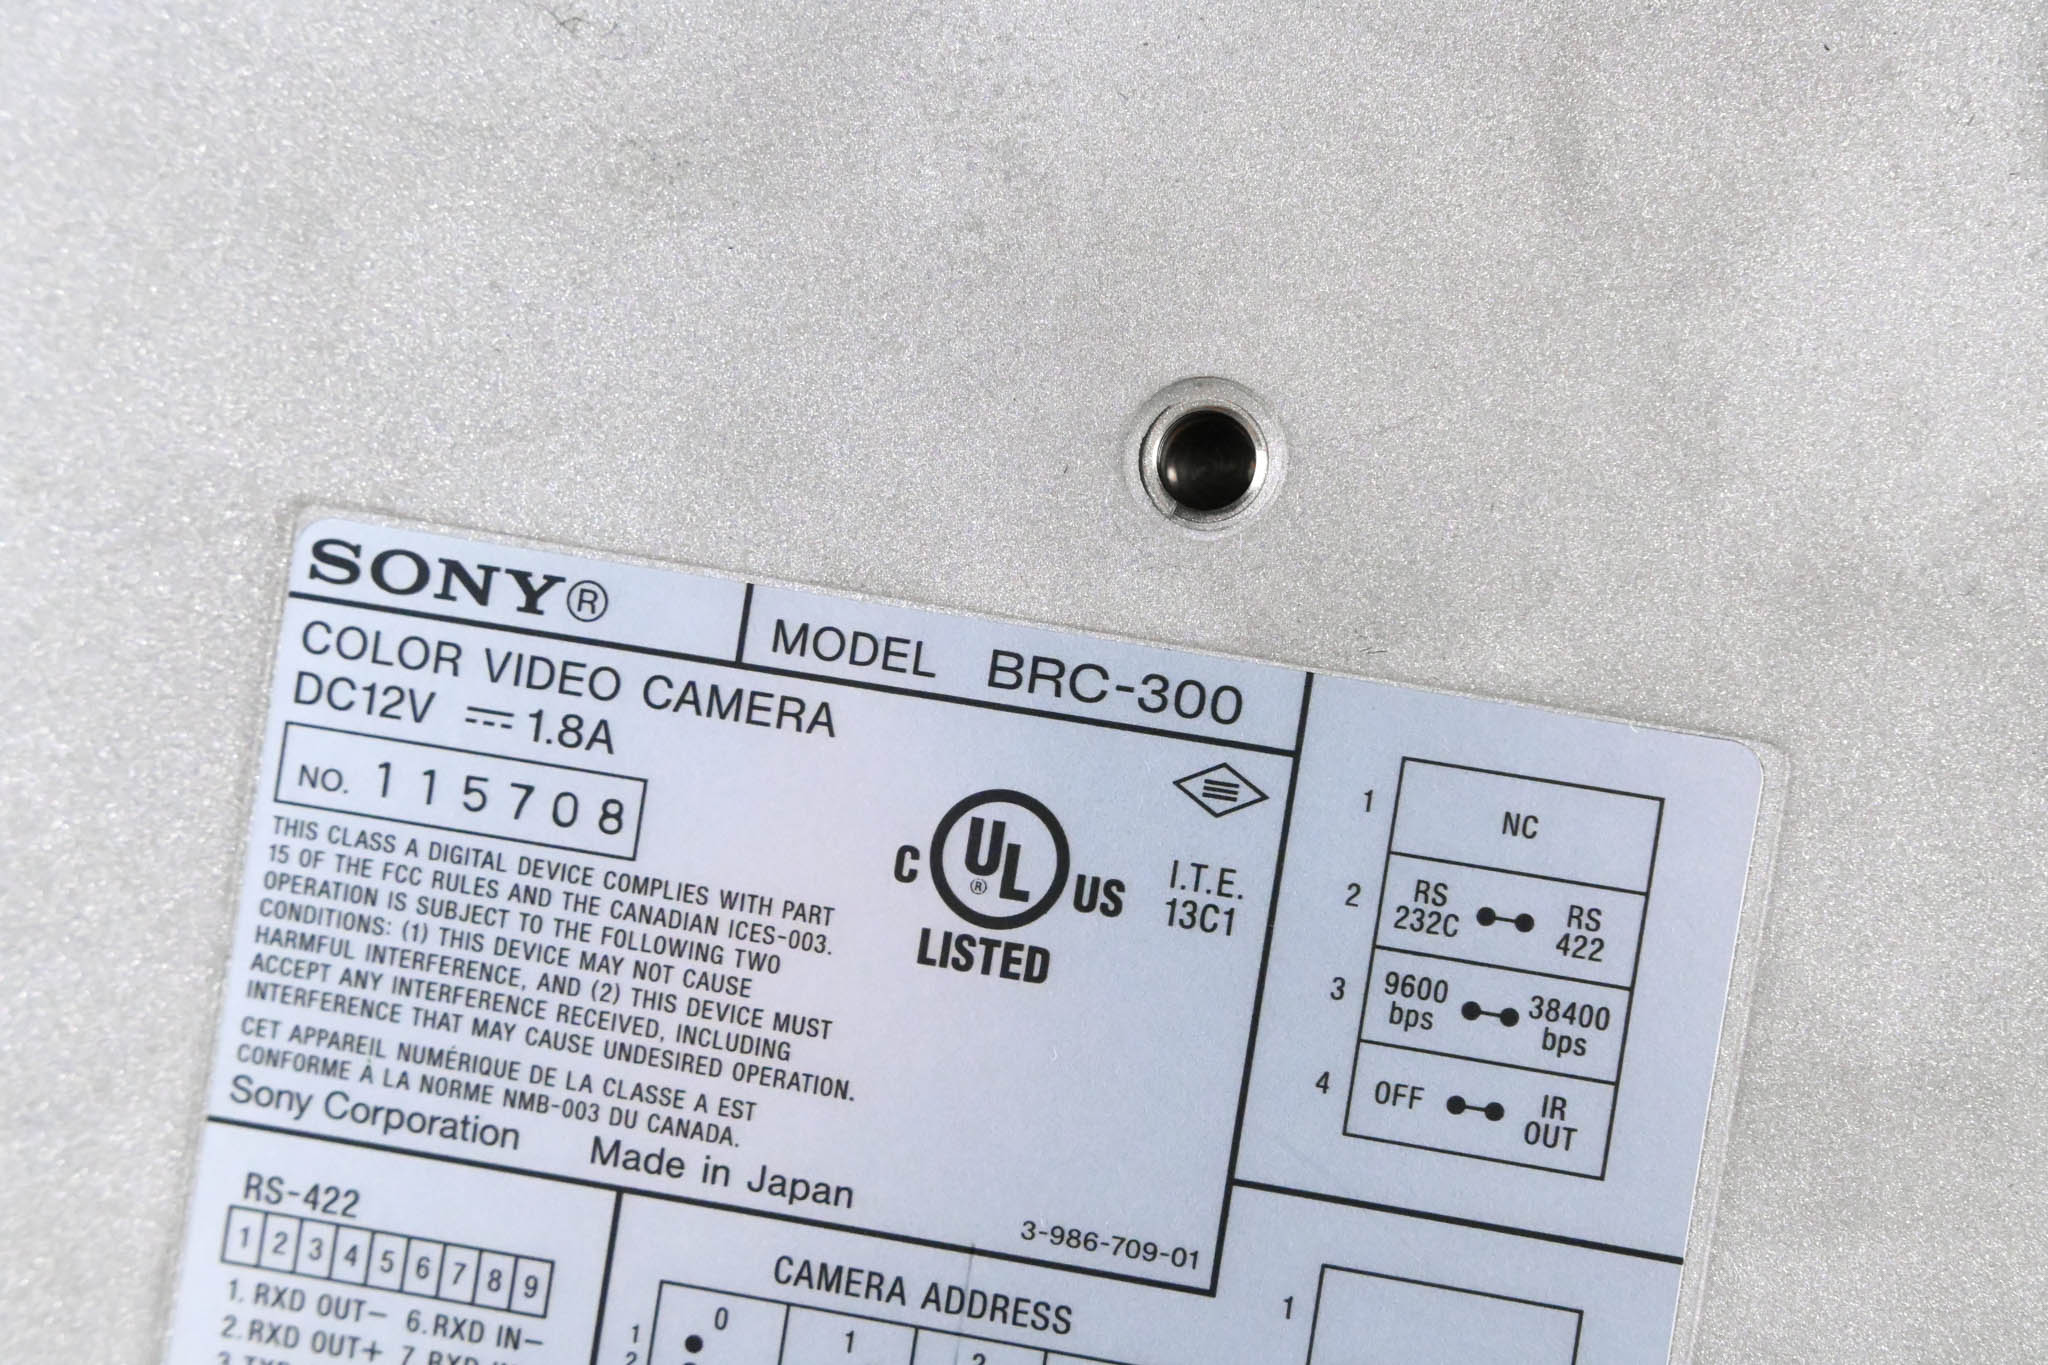 SONY®
MODEL BRC-300
COLOR VIDEO CAMERA
DC12V ⎓ 1.8A
NO. 115708
THIS CLASS A DIGITAL DEVICE COMPLIES WITH PART
15 OF THE FCC RULES AND THE CANADIAN ICES-003.
OPERATION IS SUBJECT TO THE FOLLOWING TWO
CONDITIONS: (1) THIS DEVICE MAY NOT CAUSE
HARMFUL INTERFERENCE, AND (2) THIS DEVICE MUST
ACCEPT ANY INTERFERENCE RECEIVED, INCLUDING
INTERFERENCE THAT MAY CAUSE UNDESIRED OPERATION.
CET APPAREIL NUMÉRIQUE DE LA CLASSE A EST
CONFORME À LA NORME NMB-003 DU CANADA.
Sony Corporation Made in Japan
C UL® US
LISTED
I.T.E.
13C1
3-986-709-01
1 NC
2 RS 232C RS 422
3 9600 bps 38400 bps
4 OFF IR OUT
RS-422
1 2 3 4 5 6 7 8 9
1. RXD OUT– 6. RXD IN–
2. RXD OUT+ 7. RXD
CAMERA ADDRESS
0 1 2
1
2
1